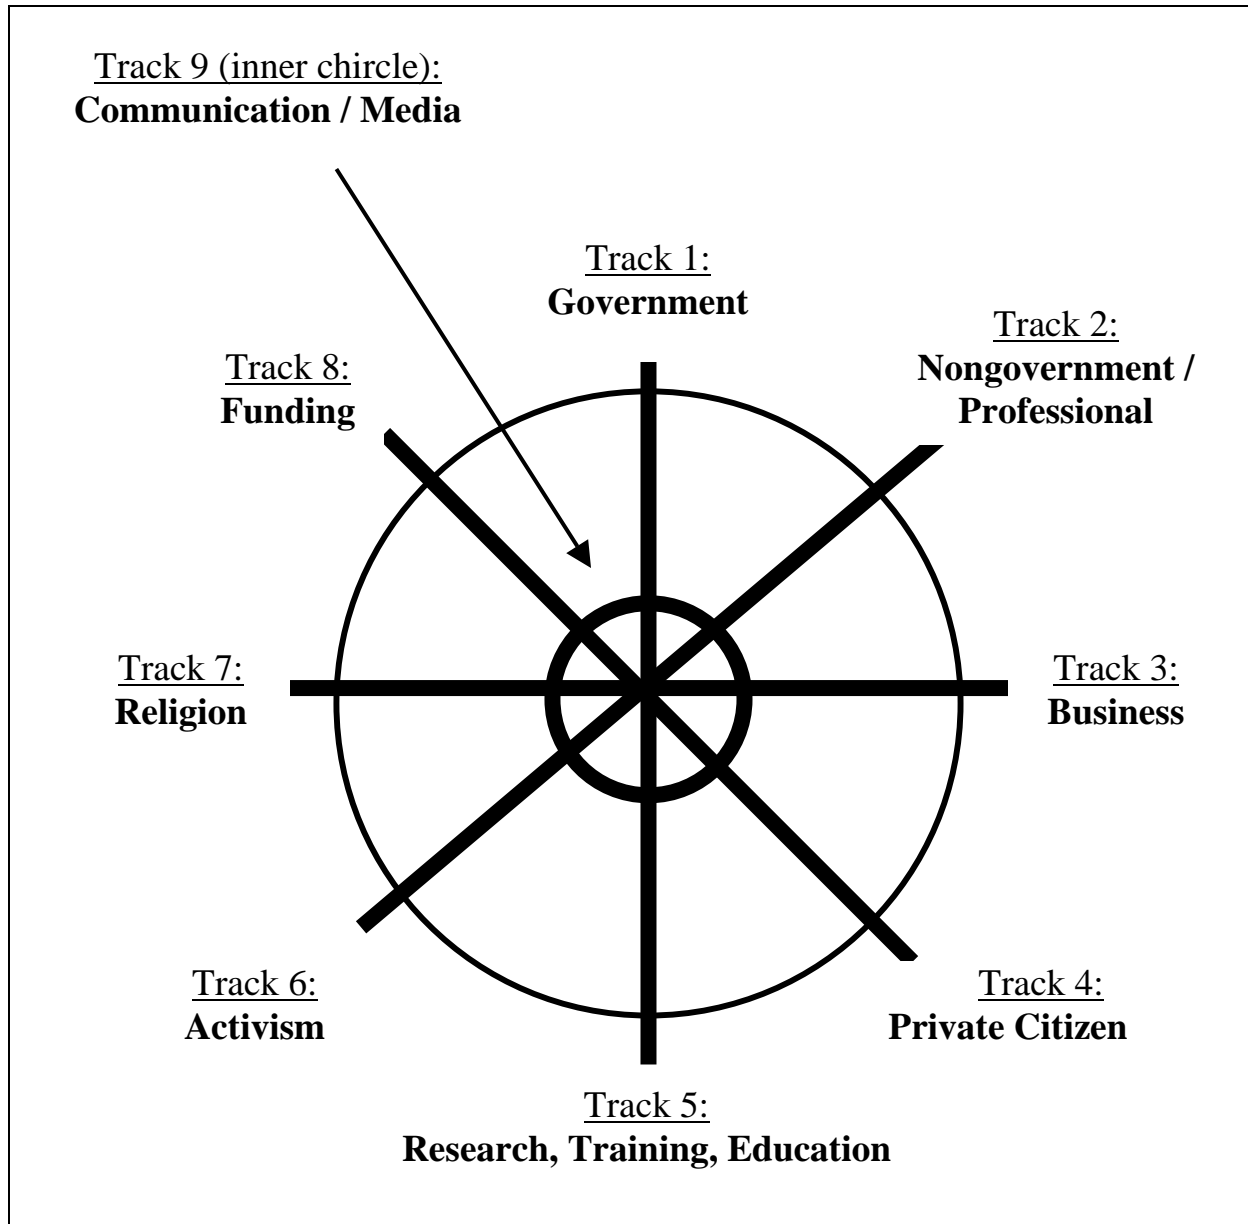 Track 9 (inner chircle):
Communication / Media
Track 1:
Government
Track 2:
Nongovernment /
Professional
Track 8:
Funding
Track 7:
Religion
Track 3:
Business
Track 6:
Activism
Track 4:
Private Citizen
Track 5:
Research, Training, Education